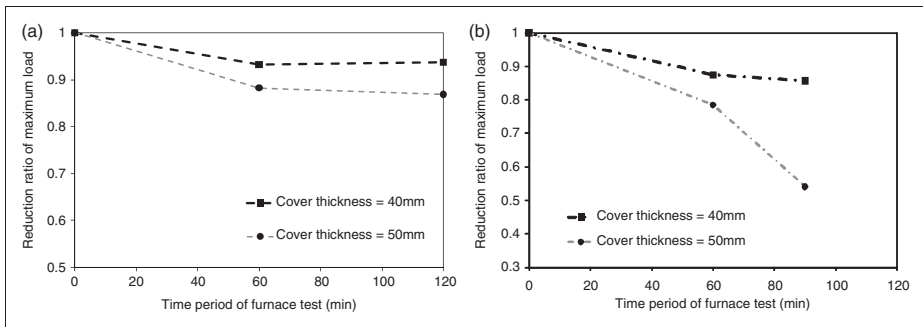 (a)
Reduction ratio of maximum load
1
0.9
0.8
0.7
0.6
0.5
0
20
40
60
80
100
120
Time period of furnace test (min)
Cover thickness = 40mm
Cover thickness = 50mm
(b)
Reduction ratio of maximum load
1
0.9
0.8
0.7
0.6
0.5
0.4
0.3
0
20
40
60
80
100
120
Time period of furnace test (min)
Cover thickness = 40mm
Cover thickness = 50mm